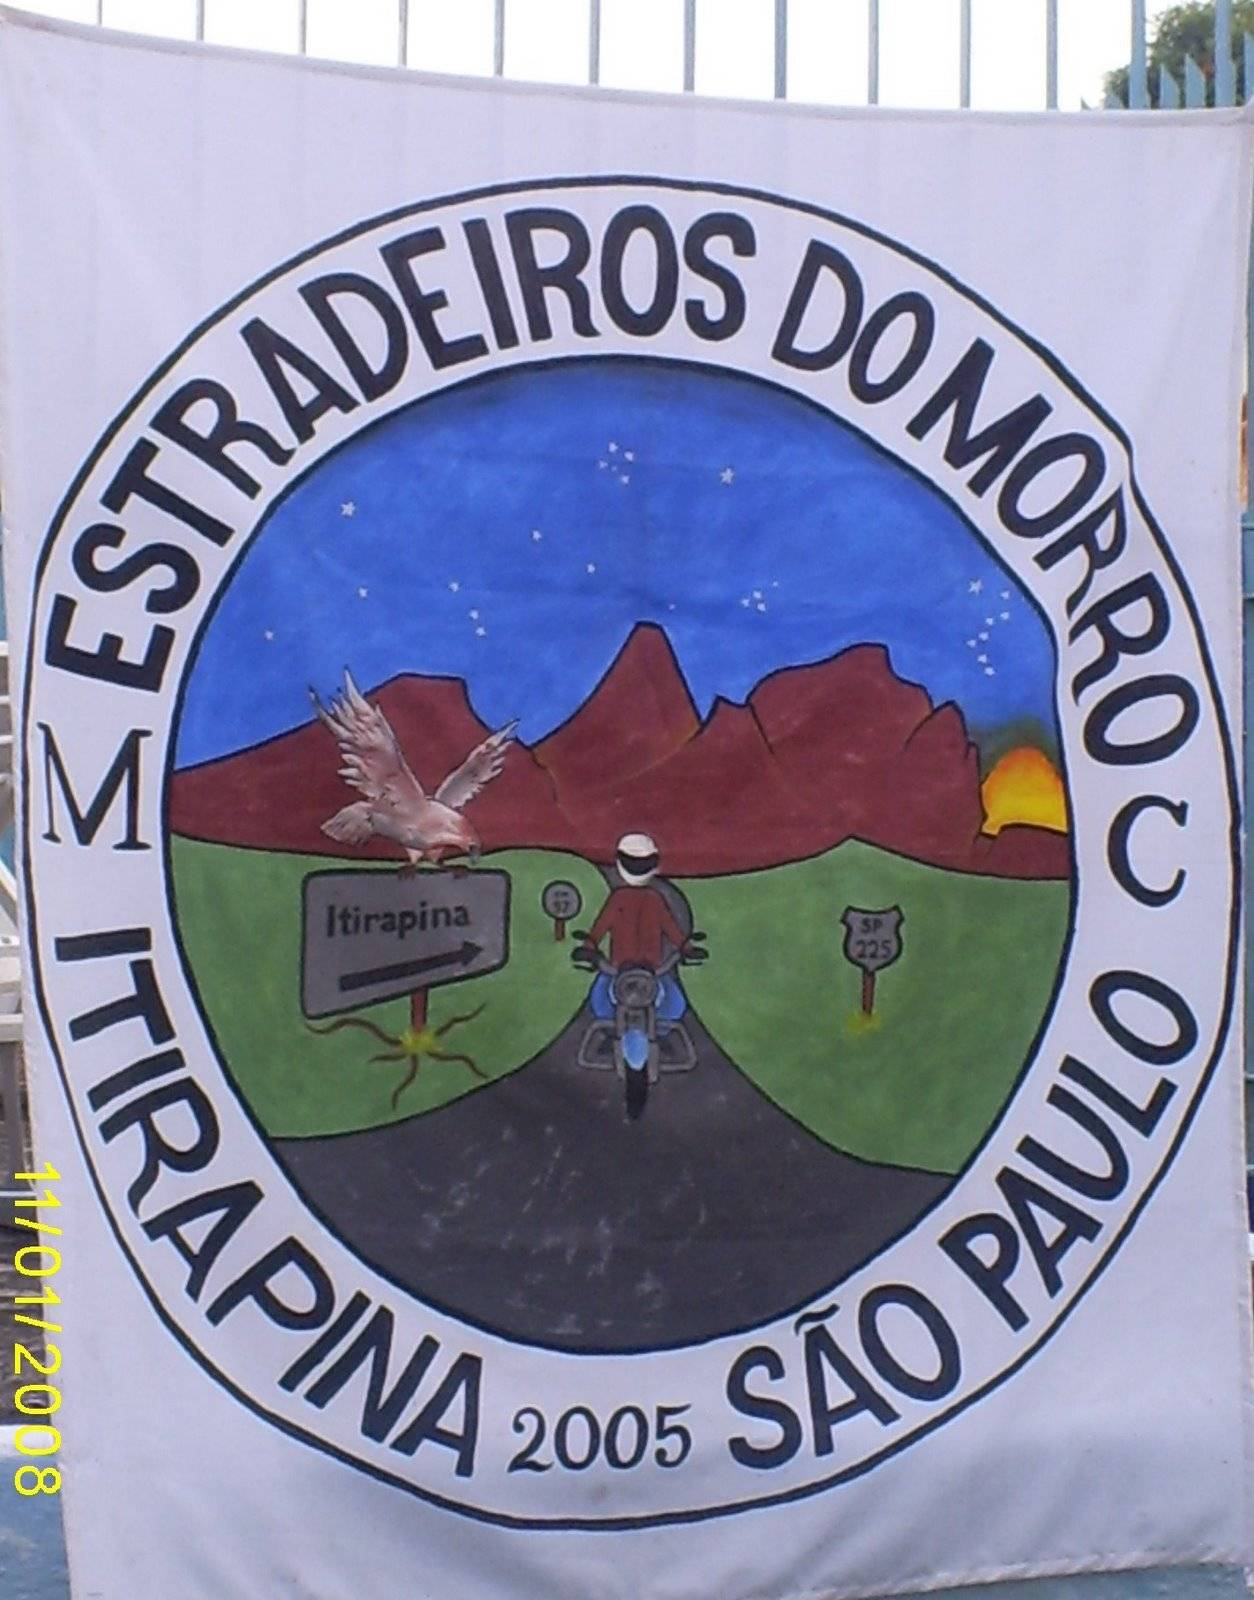 ESTRADEIROS DO MORRO
M C
Itirapina
SP
225
ITIRAPINA 2005 SÃO PAULO
11/01/2008